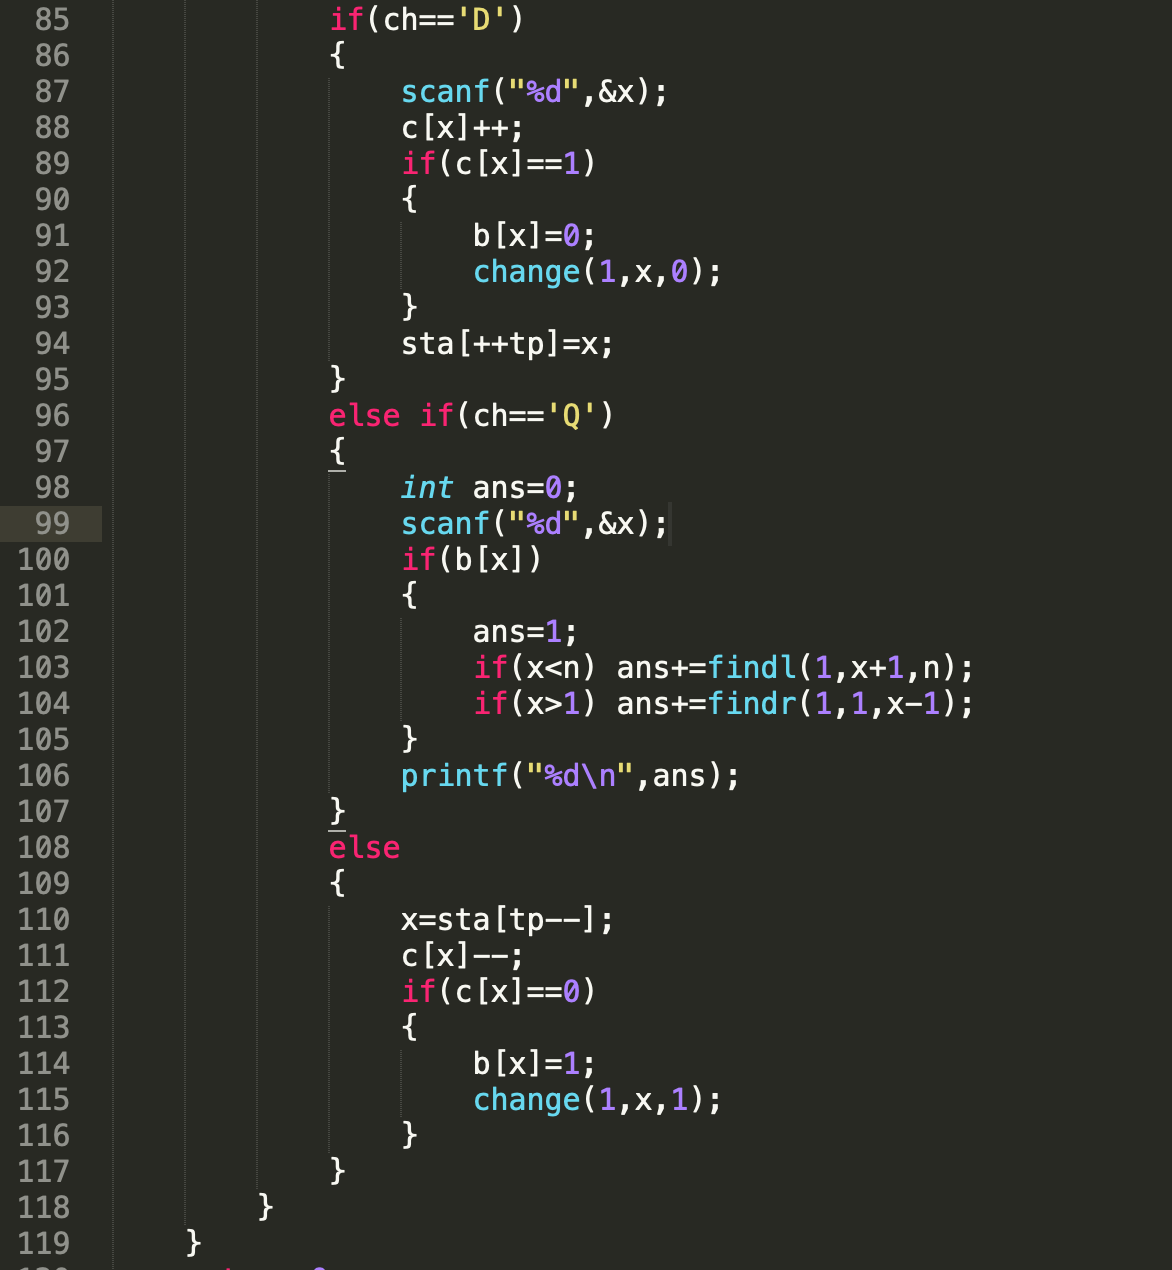 85 if(ch=='D')
86 {
87 scanf("%d",&x);
88 c[x]++;
89 if(c[x]==1)
90 {
91 b[x]=0;
92 change(1,x,0);
93 }
94 sta[++tp]=x;
95 }
96 else if(ch=='Q')
97 {
98 int ans=0;
99 scanf("%d",&x);
100 if(b[x])
101 {
102 ans=1;
103 if(x<n) ans+=findl(1,x+1,n);
104 if(x>1) ans+=findr(1,1,x-1);
105 }
106 printf("%d\n",ans);
107 }
108 else
109 {
110 x=sta[tp--];
111 c[x]--;
112 if(c[x]==0)
113 {
114 b[x]=1;
115 change(1,x,1);
116 }
117 }
118 }
119 }